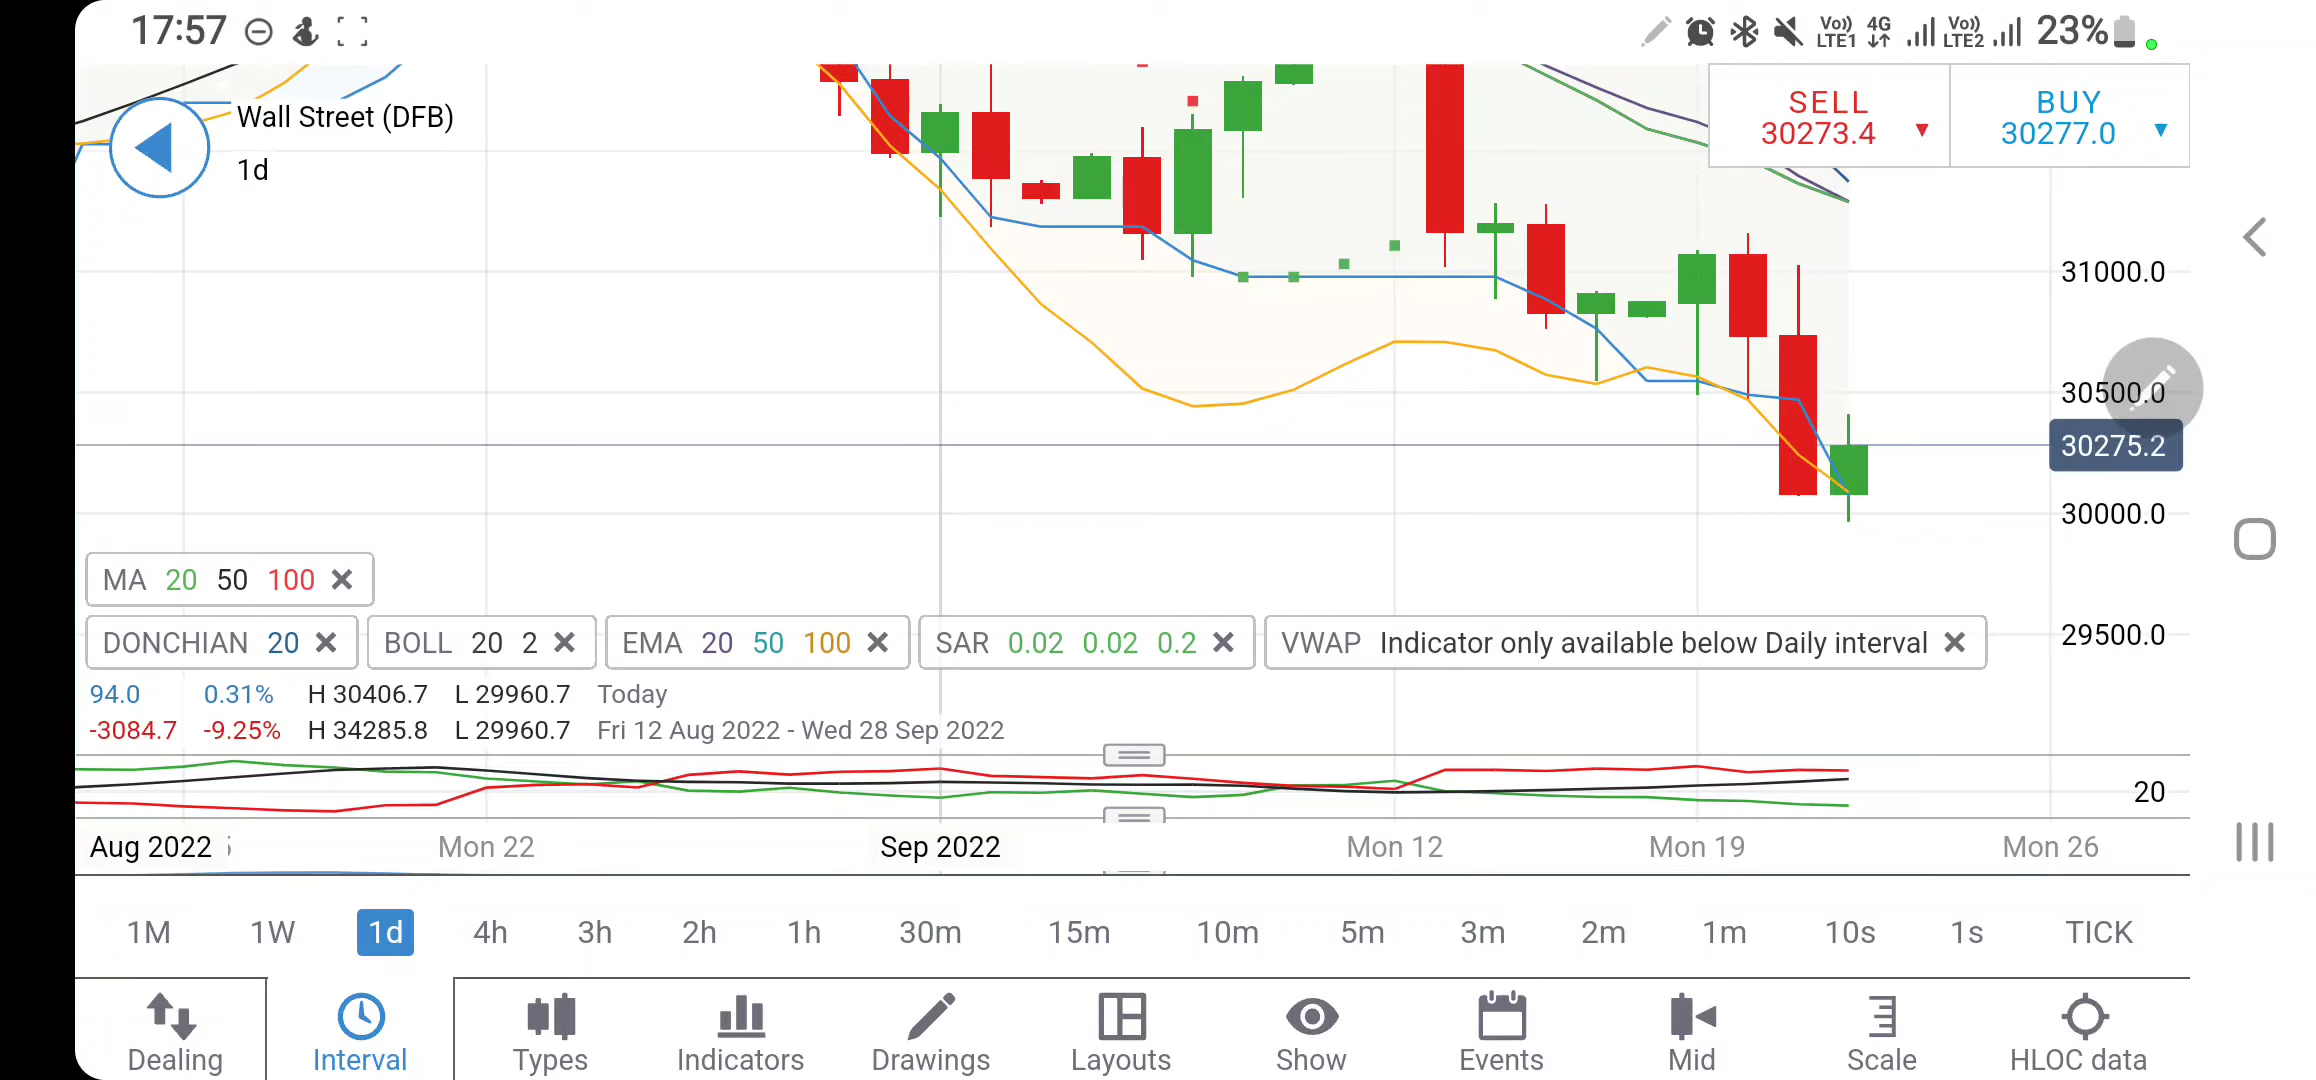 17:57
Vo)) LTE1 4G Vo)) LTE2 23%
Wall Street (DFB)
1d
SELL
30273.4
BUY
30277.0
31000.0
30500.0
30275.2
30000.0
29500.0
MA 20 50 100
DONCHIAN 20
BOLL 20 2
EMA 20 50 100
SAR 0.02 0.02 0.2
VWAP Indicator only available below Daily interval
94.0 0.31% H 30406.7 L 29960.7 Today
-3084.7 -9.25% H 34285.8 L 29960.7 Fri 12 Aug 2022 - Wed 28 Sep 2022
20
Aug 2022 Mon 22 Sep 2022 Mon 12 Mon 19 Mon 26
1M 1W 1d 4h 3h 2h 1h 30m 15m 10m 5m 3m 2m 1m 10s 1s TICK
Dealing Interval Types Indicators Drawings Layouts Show Events Mid Scale HLOC data